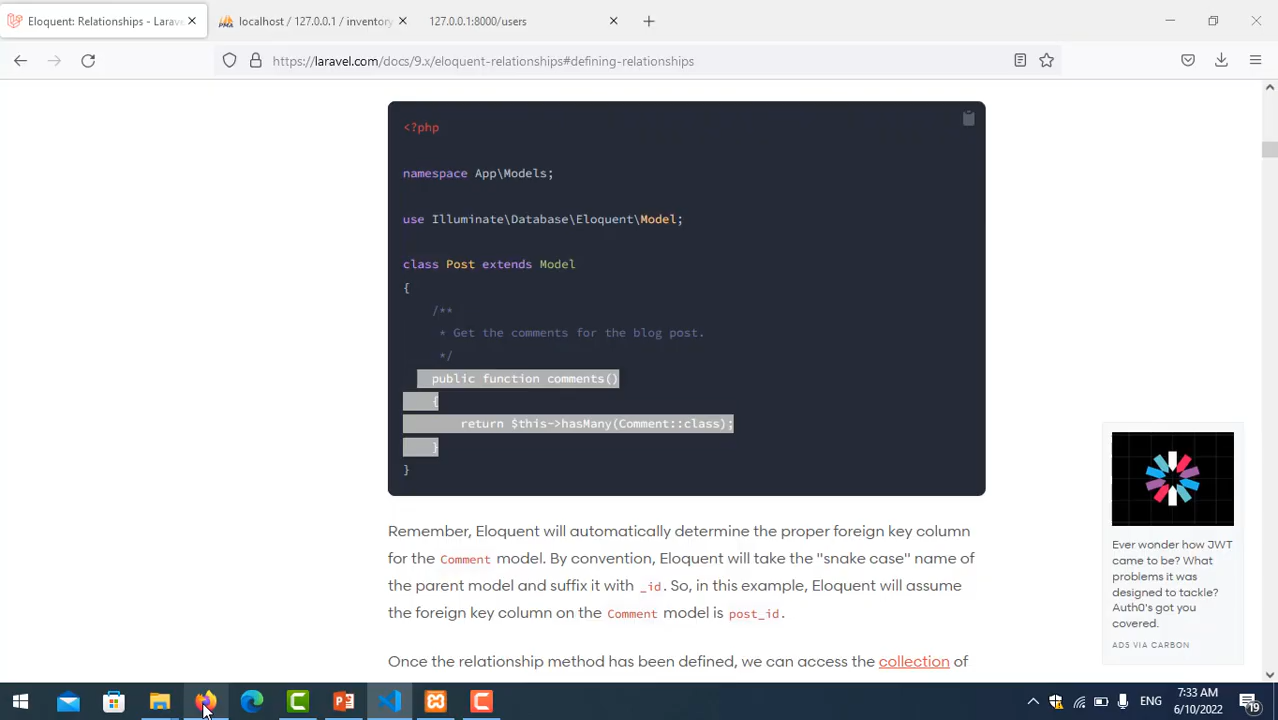 Eloquent: Relationships - Larave
localhost / 127.0.0.1 / inventory
127.0.0.1:8000/users
https://laravel.com/docs/9.x/eloquent-relationships#defining-relationships
<?php
namespace App\Models;
use Illuminate\Database\Eloquent\Model;
class Post extends Model
{
/**
* Get the comments for the blog post.
*/
public function comments()
{
return $this->hasMany(Comment::class);
}
}
Remember, Eloquent will automatically determine the proper foreign key column
for the Comment model. By convention, Eloquent will take the "snake case" name of
the parent model and suffix it with _id. So, in this example, Eloquent will assume
the foreign key column on the Comment model is post_id.
Once the relationship method has been defined, we can access the collection of
Ever wonder how JWT
came to be? What
problems it was
designed to tackle?
Auth0's got you
covered.
ADS VIA CARBON
ENG
7:33 AM
6/10/2022
19